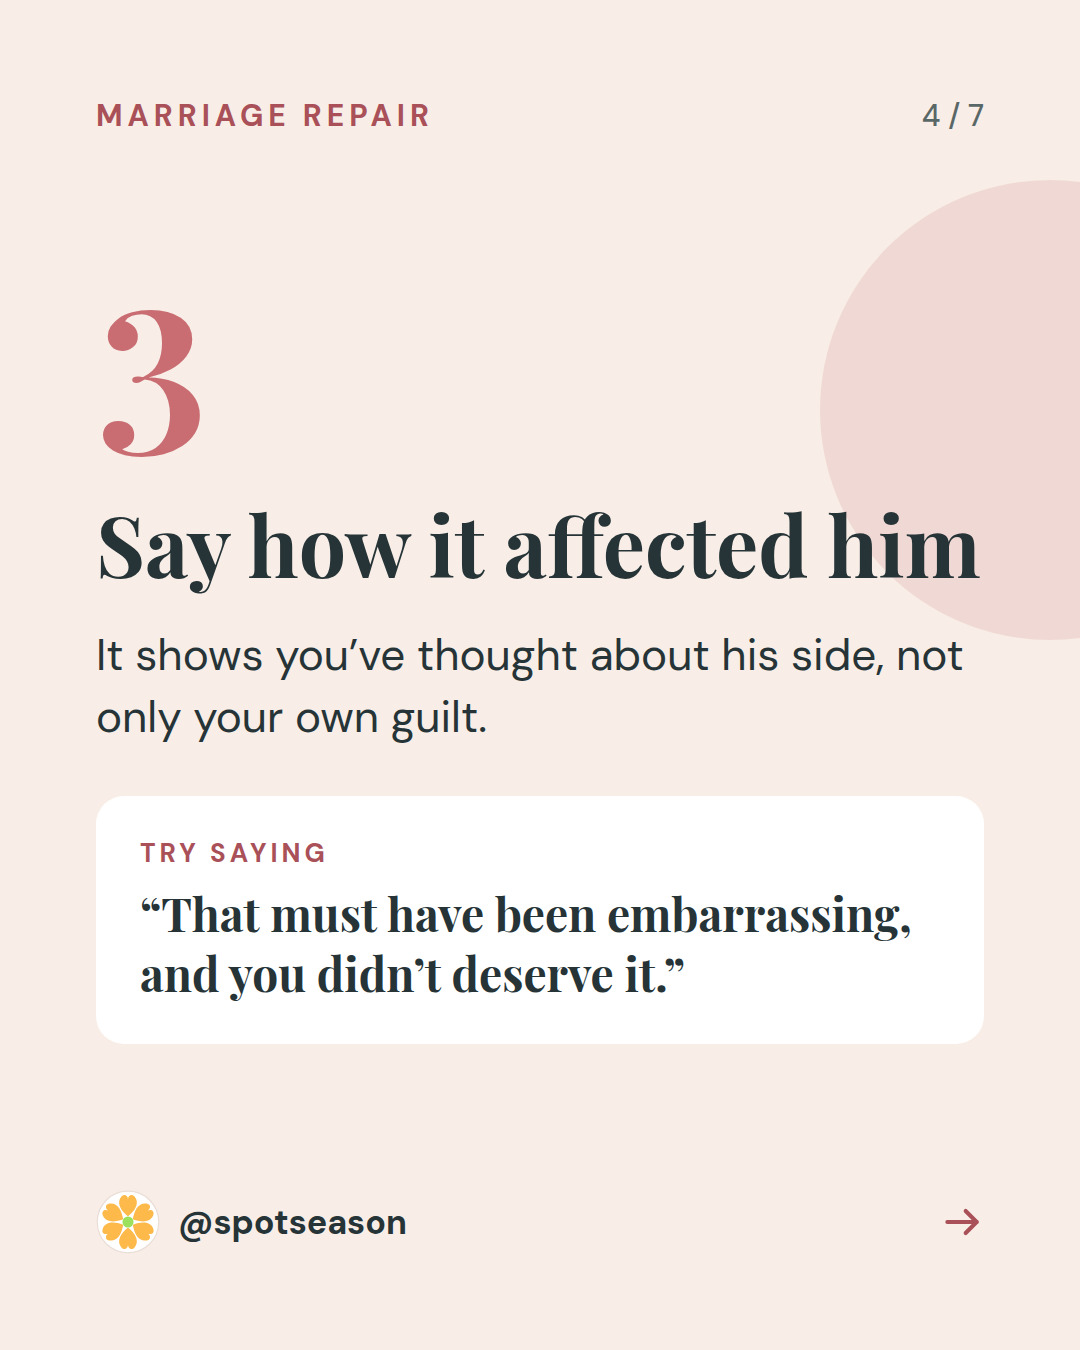 MARRIAGE REPAIR
4 / 7
3
Say how it affected him
It shows you’ve thought about his side, not
only your own guilt.
TRY SAYING
“That must have been embarrassing,
and you didn’t deserve it.”
@spotseason